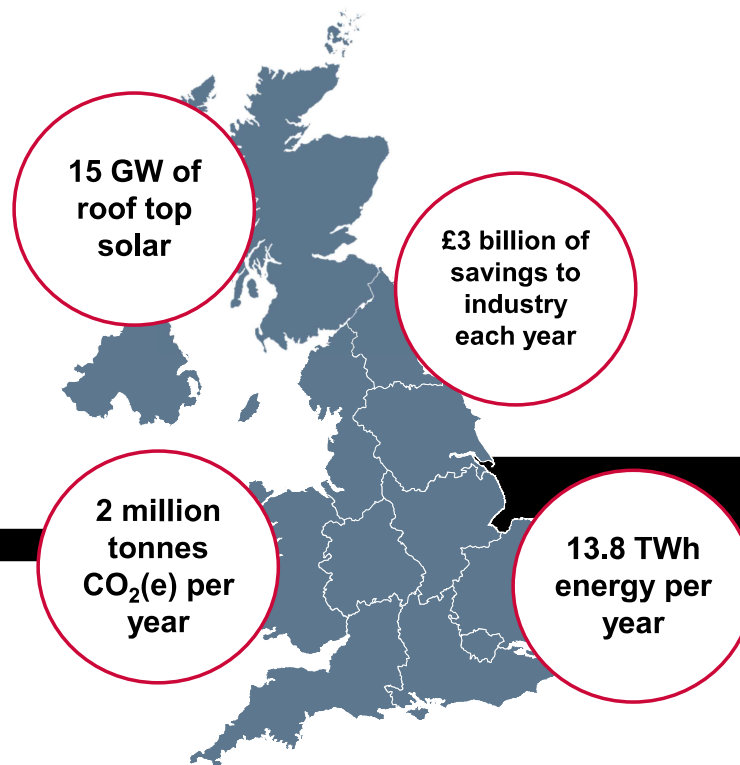 15 GW of
roof top
solar
£3 billion of
savings to
industry
each year
2 million
tonnes
CO₂(e) per
year
13.8 TWh
energy per
year